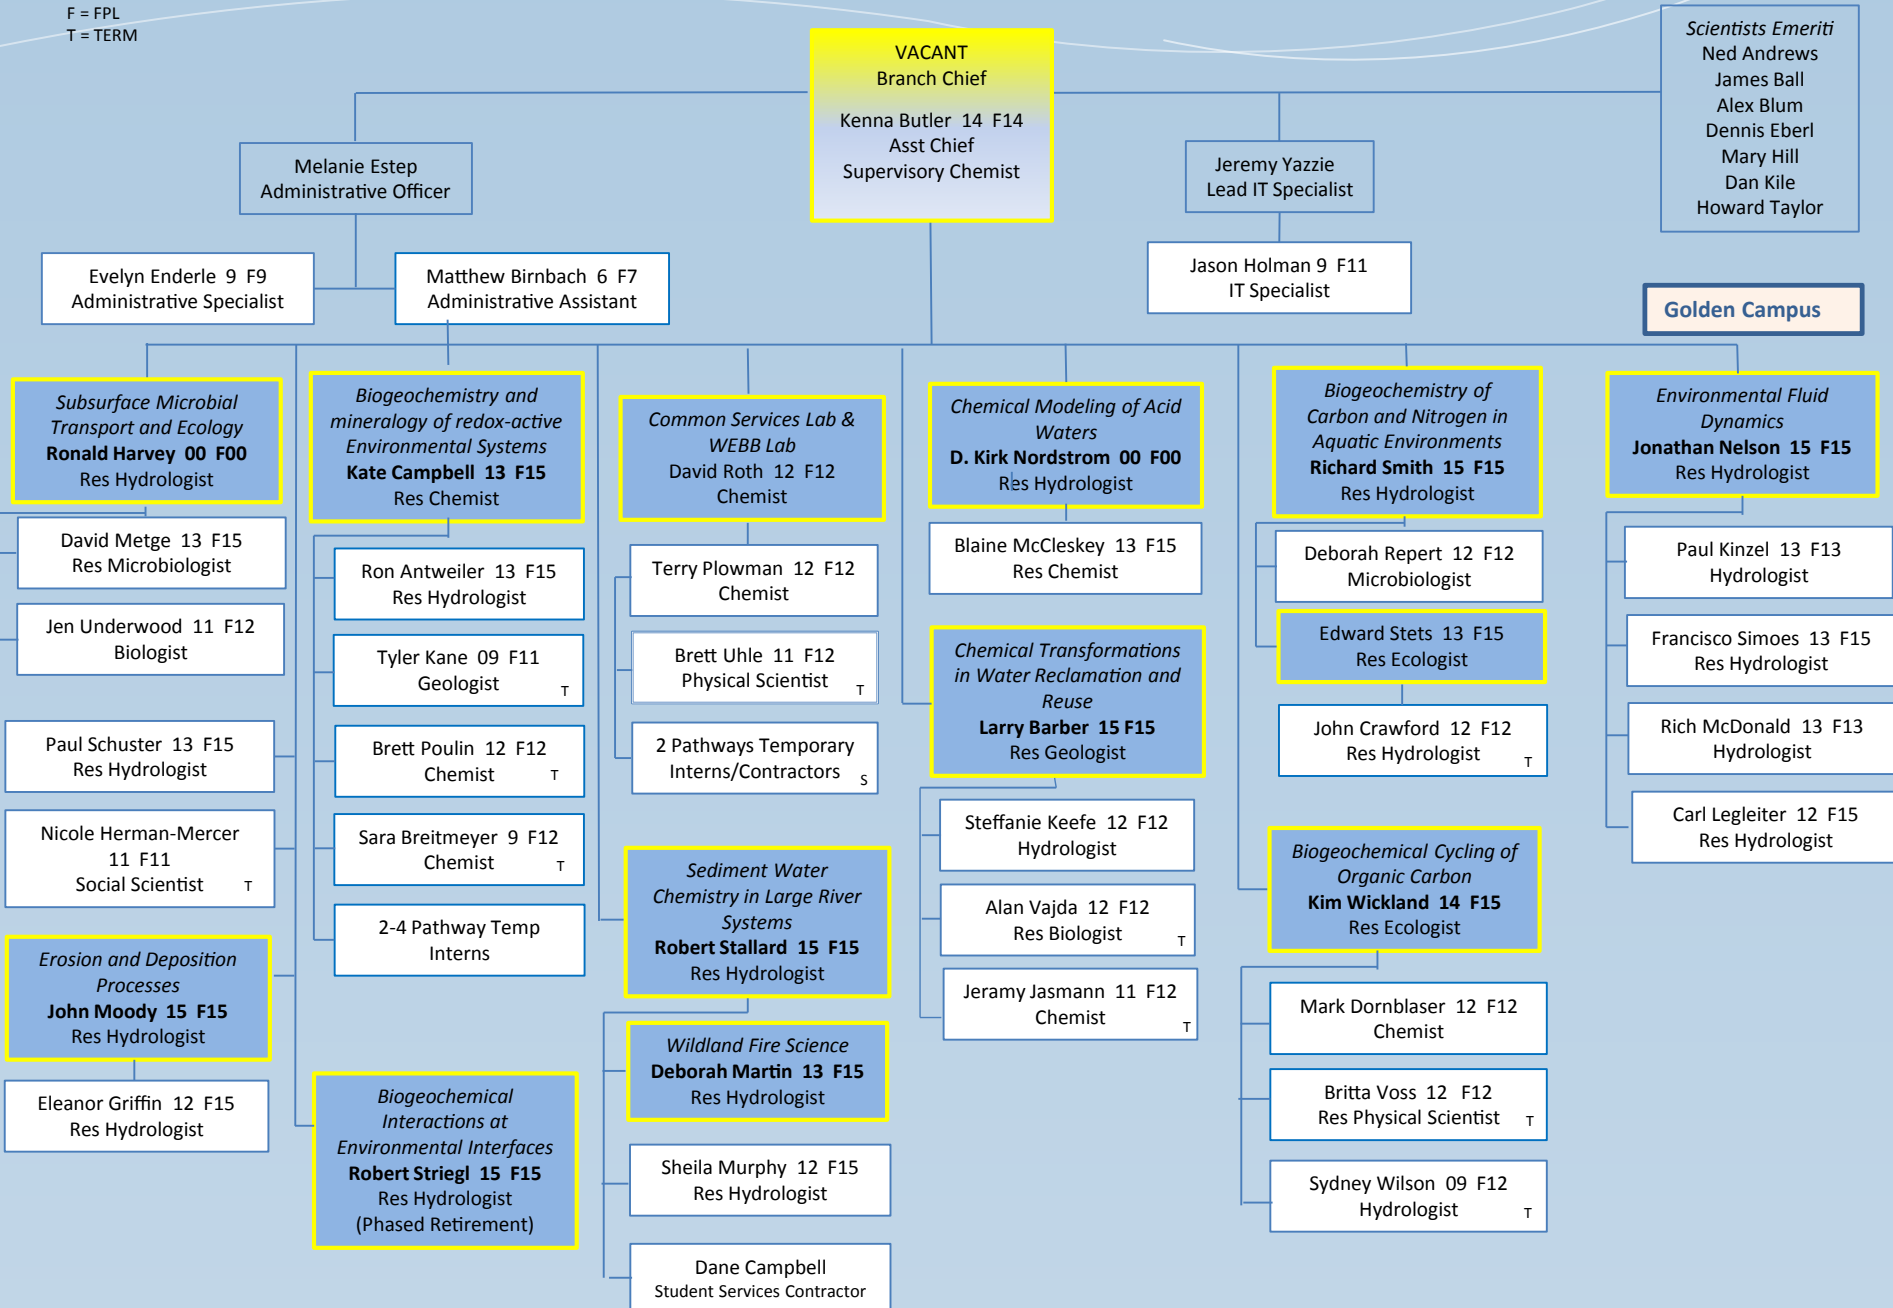 F = FPL
T = TERM
VACANT
Branch Chief
Kenna Butler 14 F14
Asst Chief
Supervisory Chemist
Scientists Emeriti
Ned Andrews
James Ball
Alex Blum
Dennis Eberl
Mary Hill
Dan Kile
Howard Taylor
Melanie Estep
Administrative Officer
Jeremy Yazzie
Lead IT Specialist
Evelyn Enderle 9 F9
Administrative Specialist
Matthew Birnbach 6 F7
Administrative Assistant
Jason Holman 9 F11
IT Specialist
Golden Campus
Subsurface Microbial
Transport and Ecology
Ronald Harvey 00 F00
Res Hydrologist
David Metge 13 F15
Res Microbiologist
Jen Underwood 11 F12
Biologist
Paul Schuster 13 F15
Res Hydrologist
Nicole Herman-Mercer
11 F11
Social Scientist T
Erosion and Deposition
Processes
John Moody 15 F15
Res Hydrologist
Eleanor Griffin 12 F15
Res Hydrologist
Biogeochemistry and
mineralogy of redox-active
Environmental Systems
Kate Campbell 13 F15
Res Chemist
Ron Antweiler 13 F15
Res Hydrologist
Tyler Kane 09 F11
Geologist T
Brett Poulin 12 F12
Chemist T
Sara Breitmeyer 9 F12
Chemist T
2-4 Pathway Temp
Interns
Biogeochemical
Interactions at
Environmental Interfaces
Robert Striegl 15 F15
Res Hydrologist
(Phased Retirement)
Common Services Lab &
WEBB Lab
David Roth 12 F12
Chemist
Terry Plowman 12 F12
Chemist
Brett Uhle 11 F12
Physical Scientist T
2 Pathways Temporary
Interns/Contractors S
Sediment Water
Chemistry in Large River
Systems
Robert Stallard 15 F15
Res Hydrologist
Wildland Fire Science
Deborah Martin 13 F15
Res Hydrologist
Sheila Murphy 12 F15
Res Hydrologist
Dane Campbell
Student Services Contractor
Chemical Modeling of Acid
Waters
D. Kirk Nordstrom 00 F00
Res Hydrologist
Blaine McCleskey 13 F15
Res Chemist
Chemical Transformations
in Water Reclamation and
Reuse
Larry Barber 15 F15
Res Geologist
Steffanie Keefe 12 F12
Hydrologist
Alan Vajda 12 F12
Res Biologist T
Jeramy Jasmann 11 F12
Chemist T
Biogeochemistry of
Carbon and Nitrogen in
Aquatic Environments
Richard Smith 15 F15
Res Hydrologist
Deborah Repert 12 F12
Microbiologist
Edward Stets 13 F15
Res Ecologist
John Crawford 12 F12
Res Hydrologist T
Biogeochemical Cycling of
Organic Carbon
Kim Wickland 14 F15
Res Ecologist
Mark Dornblaser 12 F12
Chemist
Britta Voss 12 F12
Res Physical Scientist T
Sydney Wilson 09 F12
Hydrologist T
Environmental Fluid
Dynamics
Jonathan Nelson 15 F15
Res Hydrologist
Paul Kinzel 13 F13
Hydrologist
Francisco Simoes 13 F15
Res Hydrologist
Rich McDonald 13 F13
Hydrologist
Carl Legleiter 12 F15
Res Hydrologist